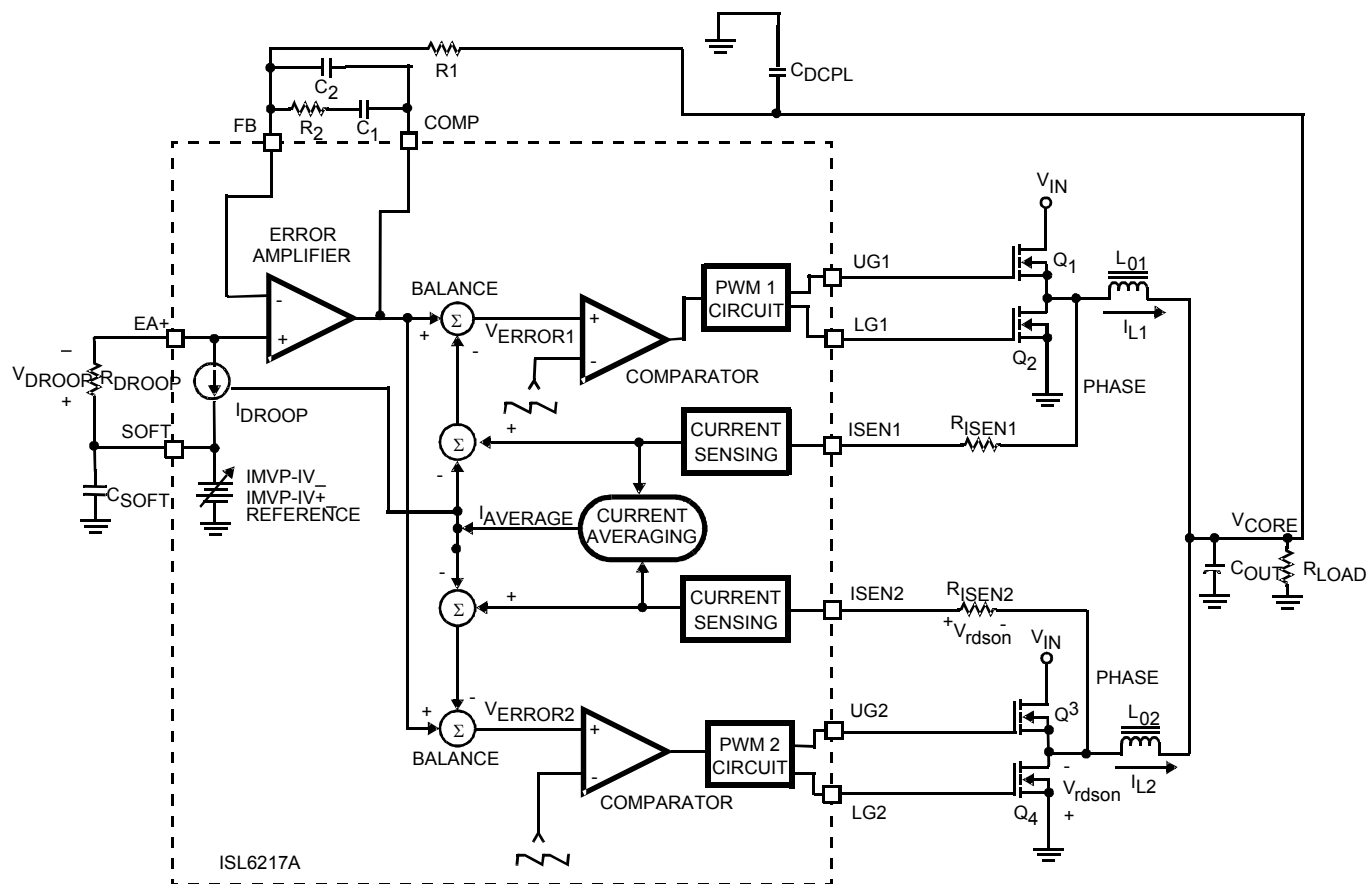 R1
CDCPL
C2
R2
C1
FB
COMP
VIN
ERROR
AMPLIFIER
UG1
Q1
L01
PWM 1
CIRCUIT
BALANCE
-
Σ
+
-
VERROR1
+
-
EA+
+
LG1
Q2
IL1
COMPARATOR
–
VDROOP
RDROOP
+
IDROOP
PHASE
SOFT
+
Σ
-
CURRENT
SENSING
ISEN1
RISEN1
CSOFT
IMVP-IV_
IMVP-IV+_
REFERENCE
IAVERAGE
CURRENT
AVERAGING
VCORE
COUT
RLOAD
-
+
Σ
CURRENT
SENSING
ISEN2
RISEN2
+
Vrdson
-
VIN
PHASE
-
+
Σ
VERROR2
BALANCE
+
-
COMPARATOR
PWM 2
CIRCUIT
UG2
Q3
L02
-
Vrdson
+
IL2
LG2
Q4
ISL6217A